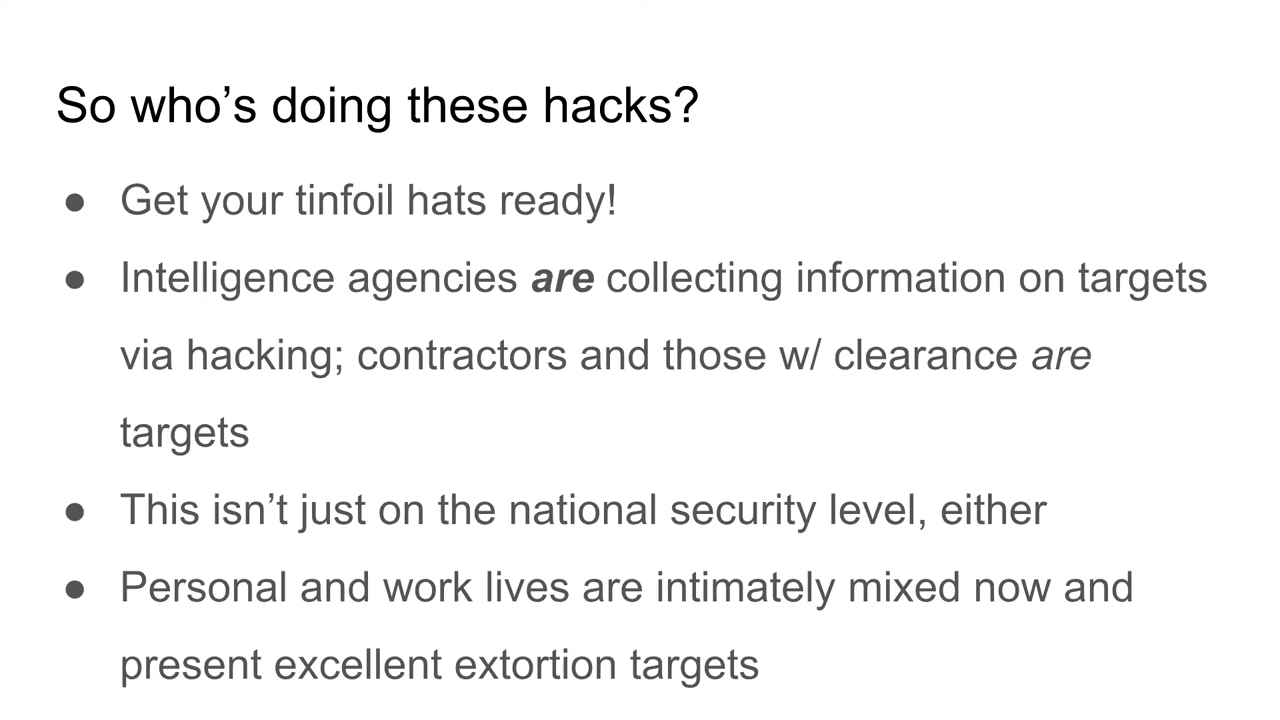 So who’s doing these hacks?
● Get your tinfoil hats ready!
● Intelligence agencies are collecting information on targets
via hacking; contractors and those w/ clearance are
targets
● This isn’t just on the national security level, either
● Personal and work lives are intimately mixed now and
present excellent extortion targets